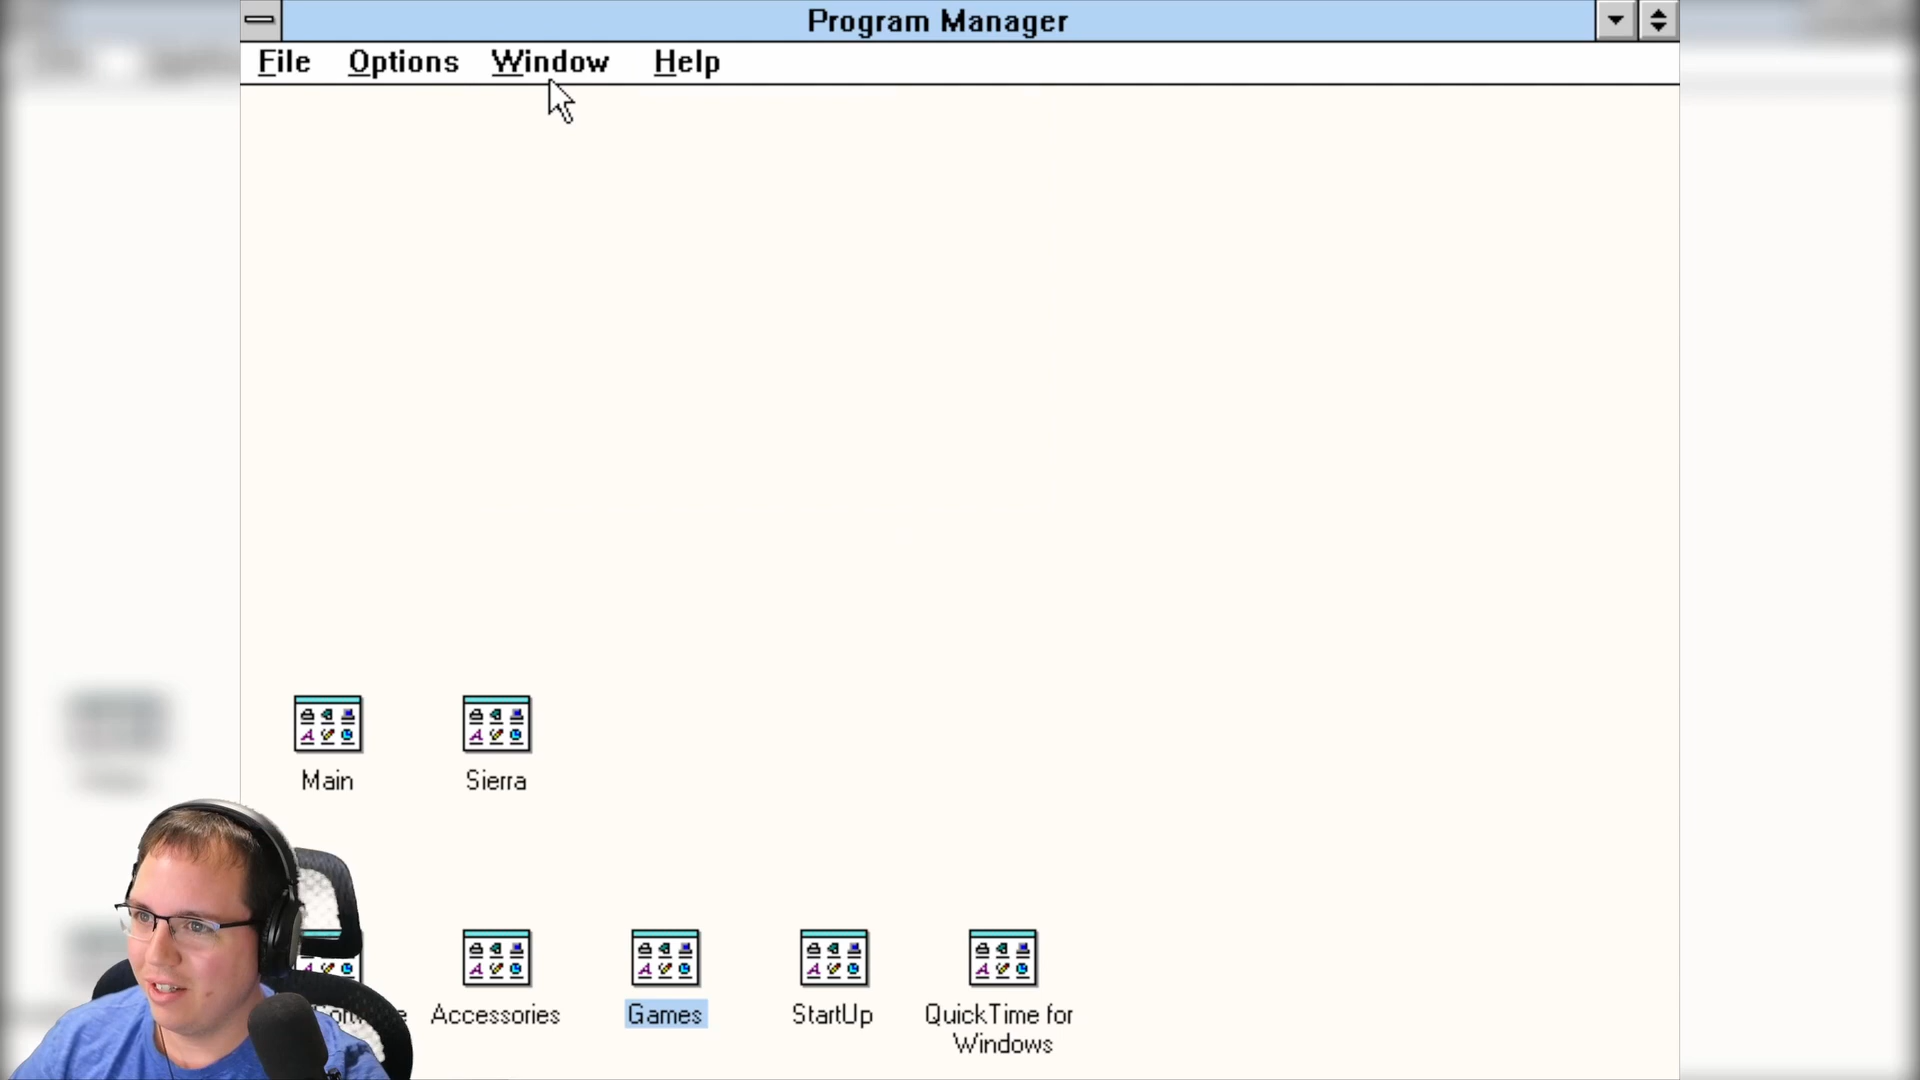 Program Manager
File Options Window Help
Main Sierra
Accessories Games StartUp QuickTime for
Windows